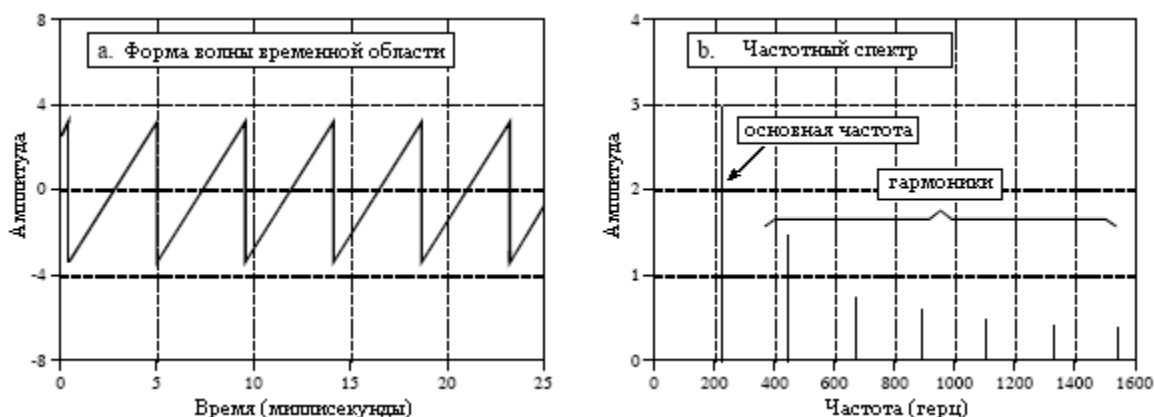 a. Форма волны временной области
8
4
0
-4
-8
Амплитуда
0 5 10 15 20 25
Время (миллисекунды)
b. Частотный спектр
4
3
2
1
0
Амплитуда
основная частота
гармоники
0 200 400 600 800 1000 1200 1400 1600
Частота (герц)